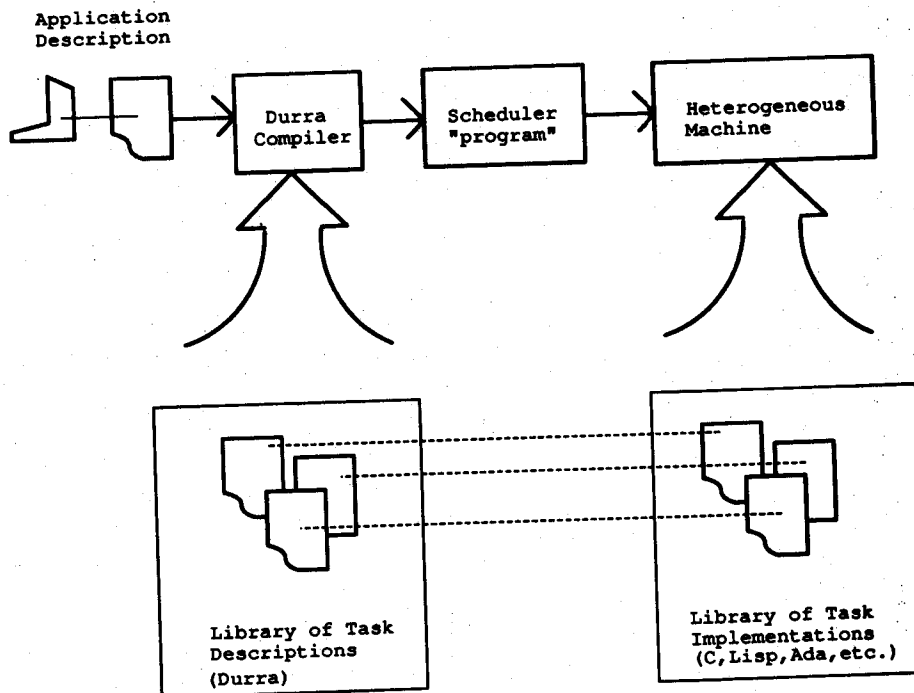 Application
Description
Durra
Compiler
Scheduler
"program"
Heterogeneous
Machine
Library of Task
Descriptions
(Durra)
Library of Task
Implementations
(C,Lisp,Ada,etc.)